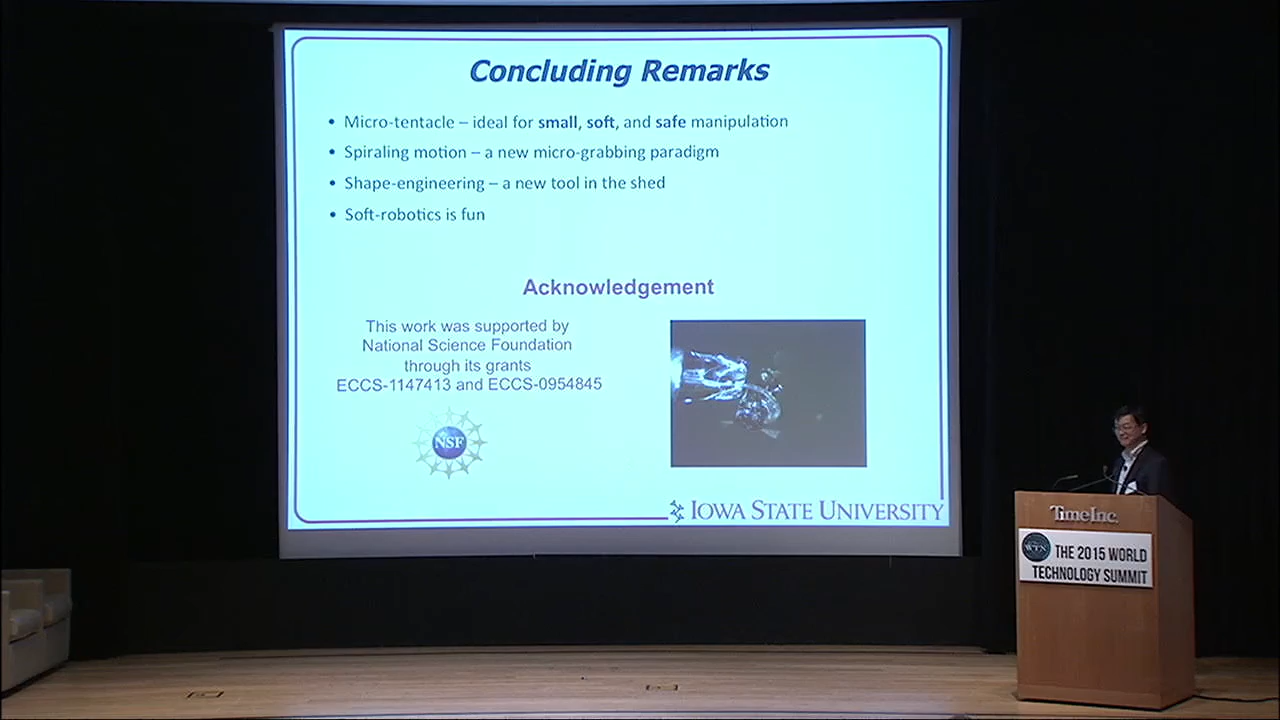 Concluding Remarks
• Micro-tentacle – ideal for small, soft, and safe manipulation
• Spiraling motion – a new micro-grabbing paradigm
• Shape-engineering – a new tool in the shed
• Soft-robotics is fun
Acknowledgement
This work was supported by
National Science Foundation
through its grants
ECCS-1147413 and ECCS-0954845
NSF
IOWA STATE UNIVERSITY
TimeInc.
WTN
THE 2015 WORLD
TECHNOLOGY SUMMIT